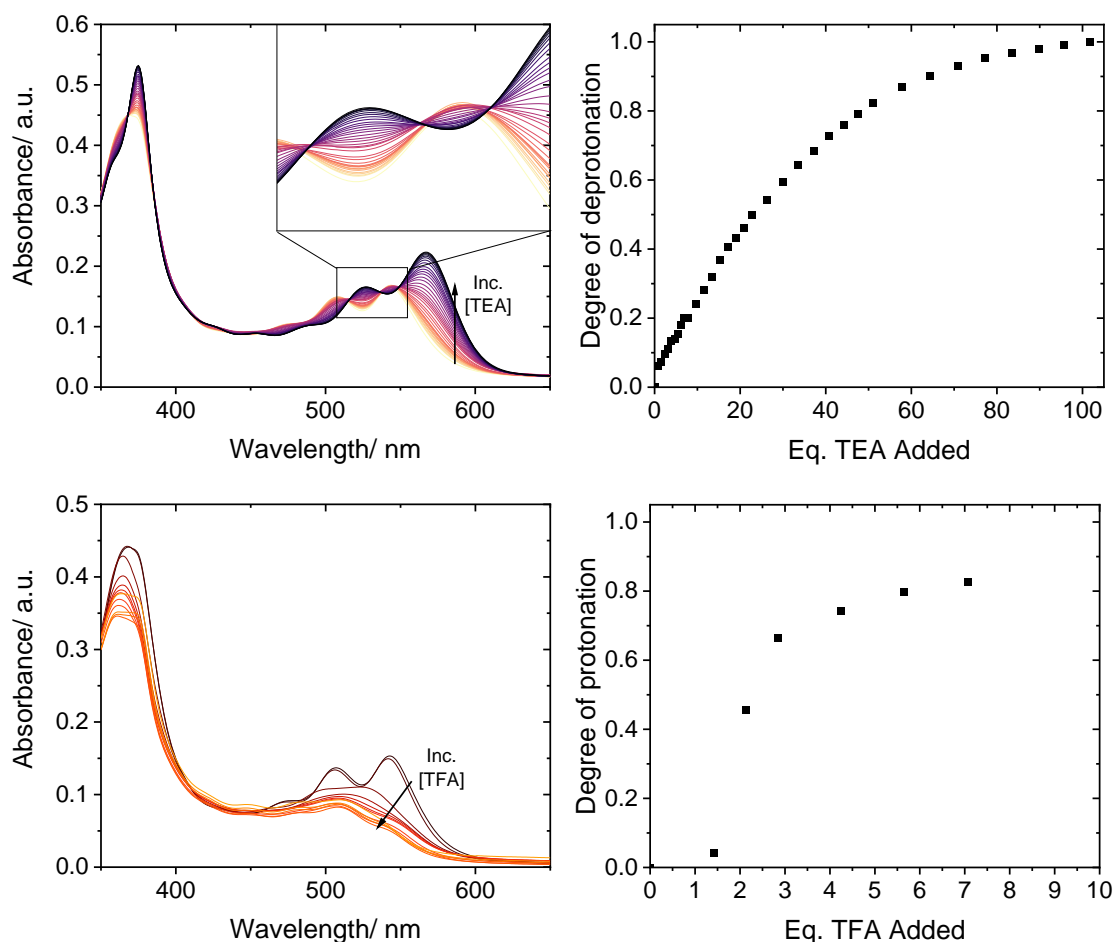 0.6
0.5
0.4
0.3
0.2
0.1
0.0
Absorbance/ a.u.
Inc.
[TEA]
400 500 600
Wavelength/ nm
1.0
0.8
0.6
0.4
0.2
0.0
Degree of deprotonation
0 20 40 60 80 100
Eq. TEA Added
0.5
0.4
0.3
0.2
0.1
0.0
Absorbance/ a.u.
Inc.
[TFA]
400 500 600
Wavelength/ nm
1.0
0.8
0.6
0.4
0.2
0.0
Degree of protonation
0 1 2 3 4 5 6 7 8 9 10
Eq. TFA Added